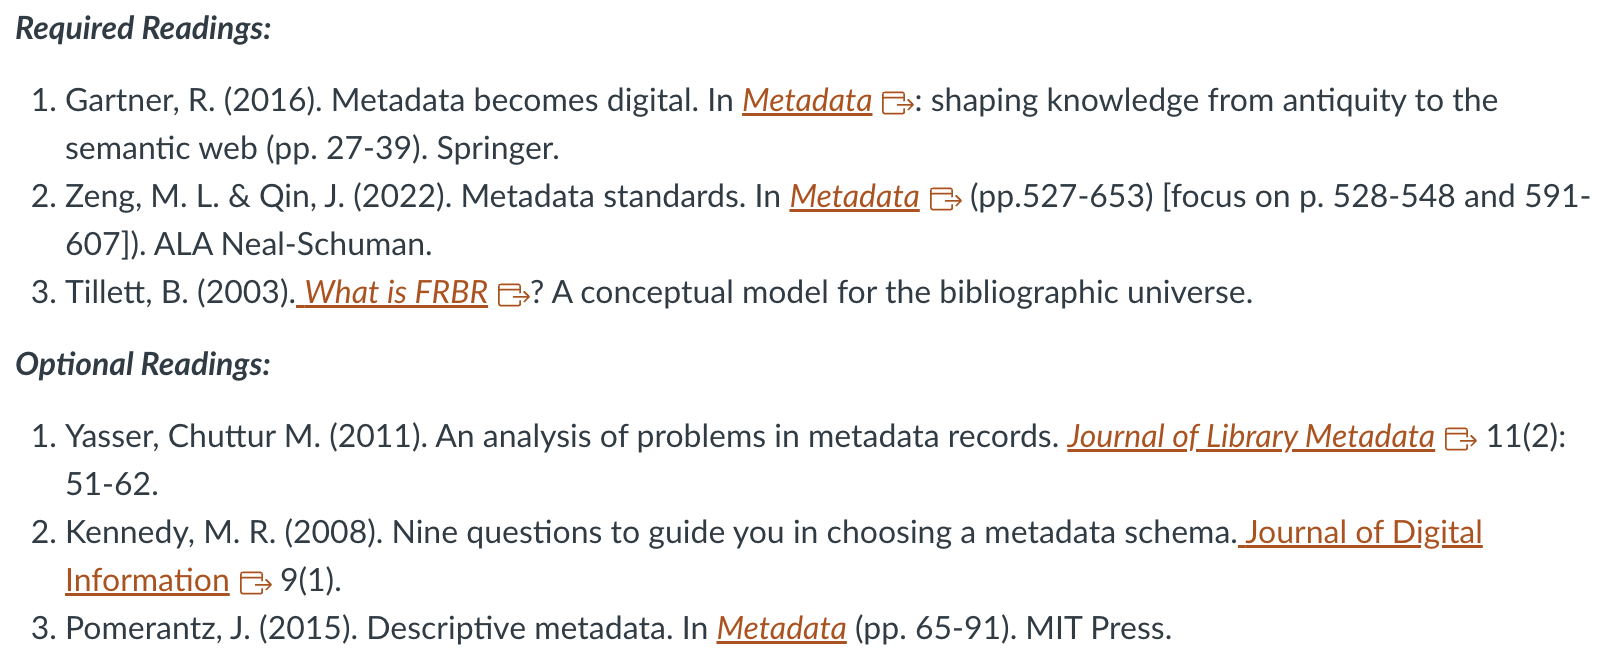 Required Readings:
1. Gartner, R. (2016). Metadata becomes digital. In Metadata : shaping knowledge from antiquity to the
semantic web (pp. 27-39). Springer.
2. Zeng, M. L. & Qin, J. (2022). Metadata standards. In Metadata (pp.527-653) [focus on p. 528-548 and 591-
607]). ALA Neal-Schuman.
3. Tillett, B. (2003). What is FRBR ? A conceptual model for the bibliographic universe.
Optional Readings:
1. Yasser, Chuttur M. (2011). An analysis of problems in metadata records. Journal of Library Metadata 11(2):
51-62.
2. Kennedy, M. R. (2008). Nine questions to guide you in choosing a metadata schema. Journal of Digital
Information 9(1).
3. Pomerantz, J. (2015). Descriptive metadata. In Metadata (pp. 65-91). MIT Press.